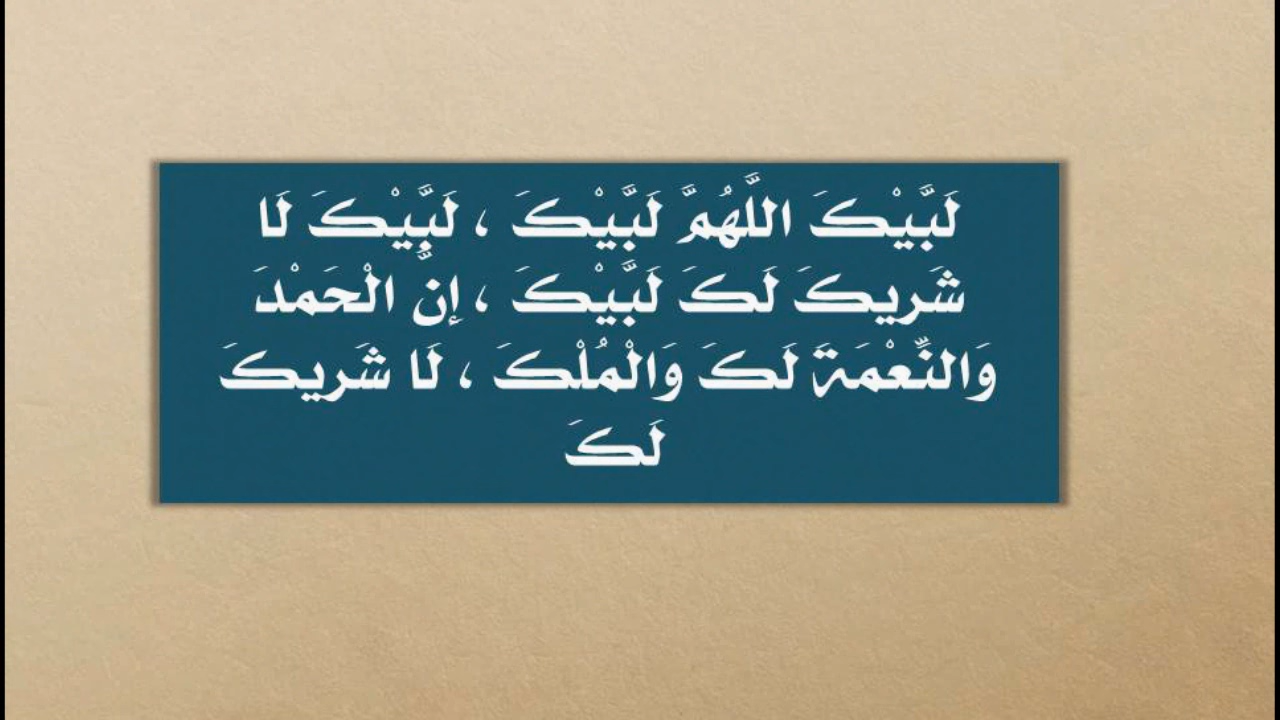 لَبَّيْكَ اللَّهُمَّ لَبَّيْكَ ، لَبَّيْكَ لَا
شَرِيكَ لَكَ لَبَّيْكَ ، إِنَّ الْحَمْدَ
وَالنِّعْمَةَ لَكَ وَالْمُلْكَ ، لَا شَرِيكَ
لَكَ